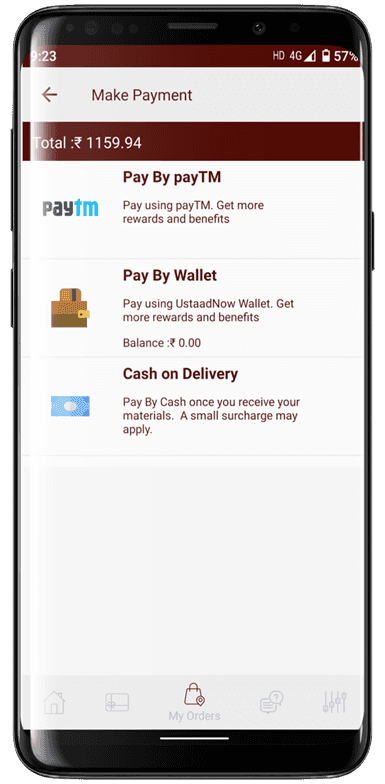 9:23 HD 4G 57%
Make Payment
Total :₹ 1159.94
Pay By payTM
paytm
Pay using payTM. Get more
rewards and benefits
Pay By Wallet
Pay using UstaadNow Wallet. Get
more rewards and benefits
Balance :₹ 0.00
Cash on Delivery
Pay By Cash once you receive your
materials.  A small surcharge may
apply.
My Orders